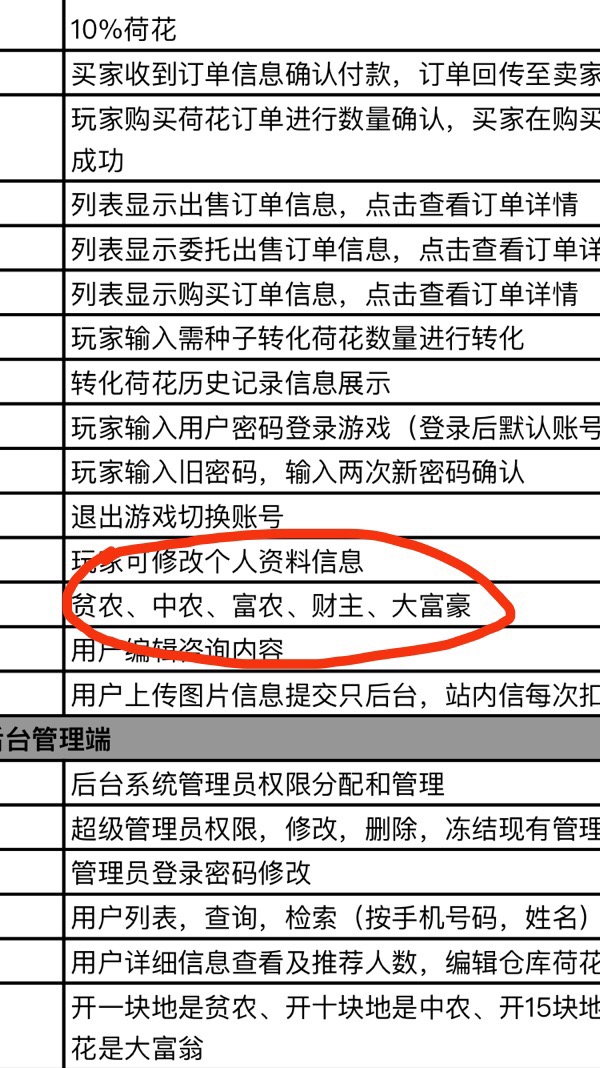 10%荷花
买家收到订单信息确认付款，订单回传至卖家
玩家购买荷花订单进行数量确认，买家在购买
成功
列表显示出售订单信息，点击查看订单详情
列表显示委托出售订单信息，点击查看订单详
列表显示购买订单信息，点击查看订单详情
玩家输入需种子转化荷花数量进行转化
转化荷花历史记录信息展示
玩家输入用户密码登录游戏（登录后默认账号
玩家输入旧密码，输入两次新密码确认
退出游戏切换账号
玩家可修改个人资料信息
贫农、中农、富农、财主、大富豪
用户编辑咨询内容
用户上传图片信息提交只后台，站内信每次扣
后台管理端
后台系统管理员权限分配和管理
超级管理员权限，修改，删除，冻结现有管理
管理员登录密码修改
用户列表，查询，检索（按手机号码，姓名）
用户详细信息查看及推荐人数，编辑仓库荷花
开一块地是贫农、开十块地是中农、开15块地
花是大富翁